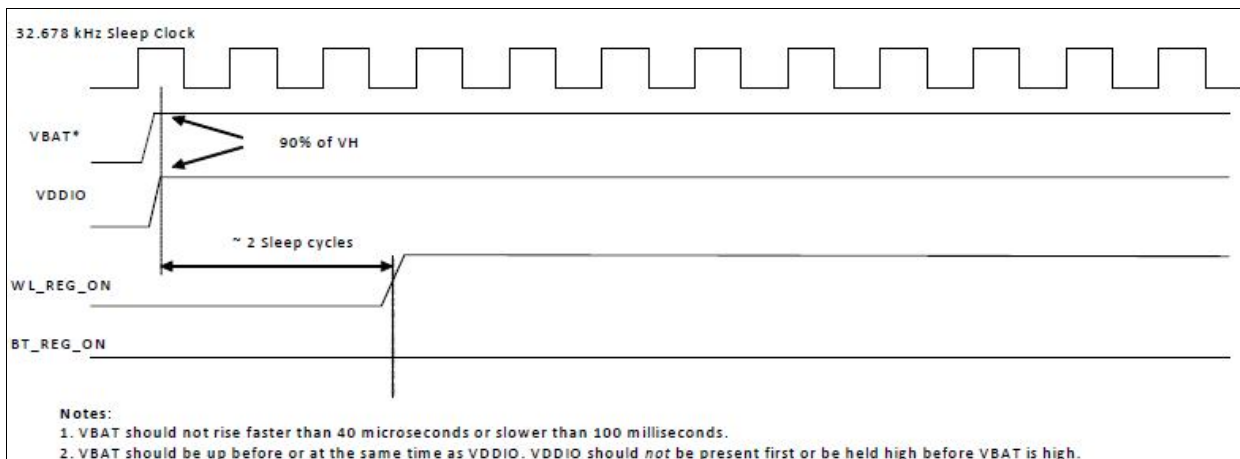 32.678 kHz Sleep Clock
VBAT*
90% of VH
VDDIO
~ 2 Sleep cycles
WL_REG_ON
BT_REG_ON
Notes:
1. VBAT should not rise faster than 40 microseconds or slower than 100 milliseconds.
2. VBAT should be up before or at the same time as VDDIO. VDDIO should not be present first or be held high before VBAT is high.